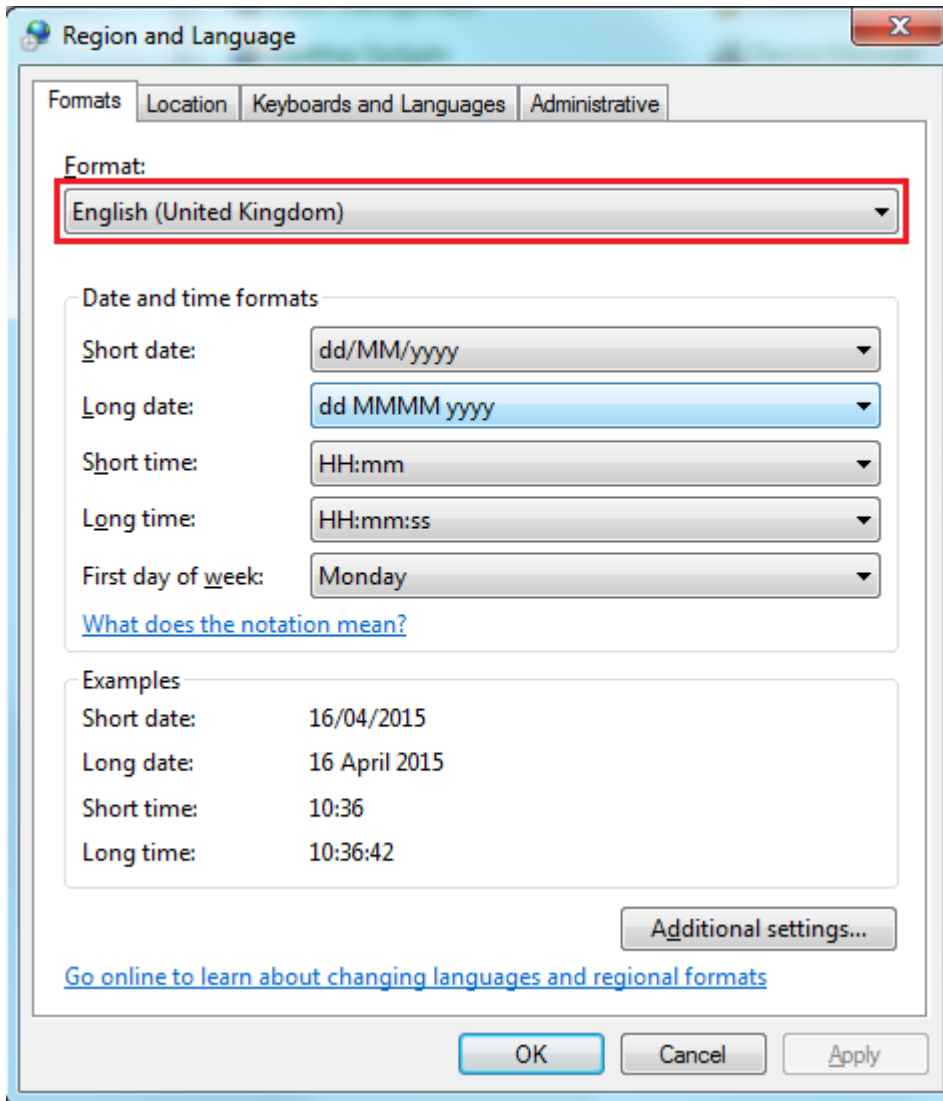 Region and Language
Formats Location Keyboards and Languages Administrative
Format:
English (United Kingdom)
Date and time formats
Short date: dd/MM/yyyy
Long date: dd MMMM yyyy
Short time: HH:mm
Long time: HH:mm:ss
First day of week: Monday
What does the notation mean?
Examples
Short date: 16/04/2015
Long date: 16 April 2015
Short time: 10:36
Long time: 10:36:42
Additional settings...
Go online to learn about changing languages and regional formats
OK Cancel Apply